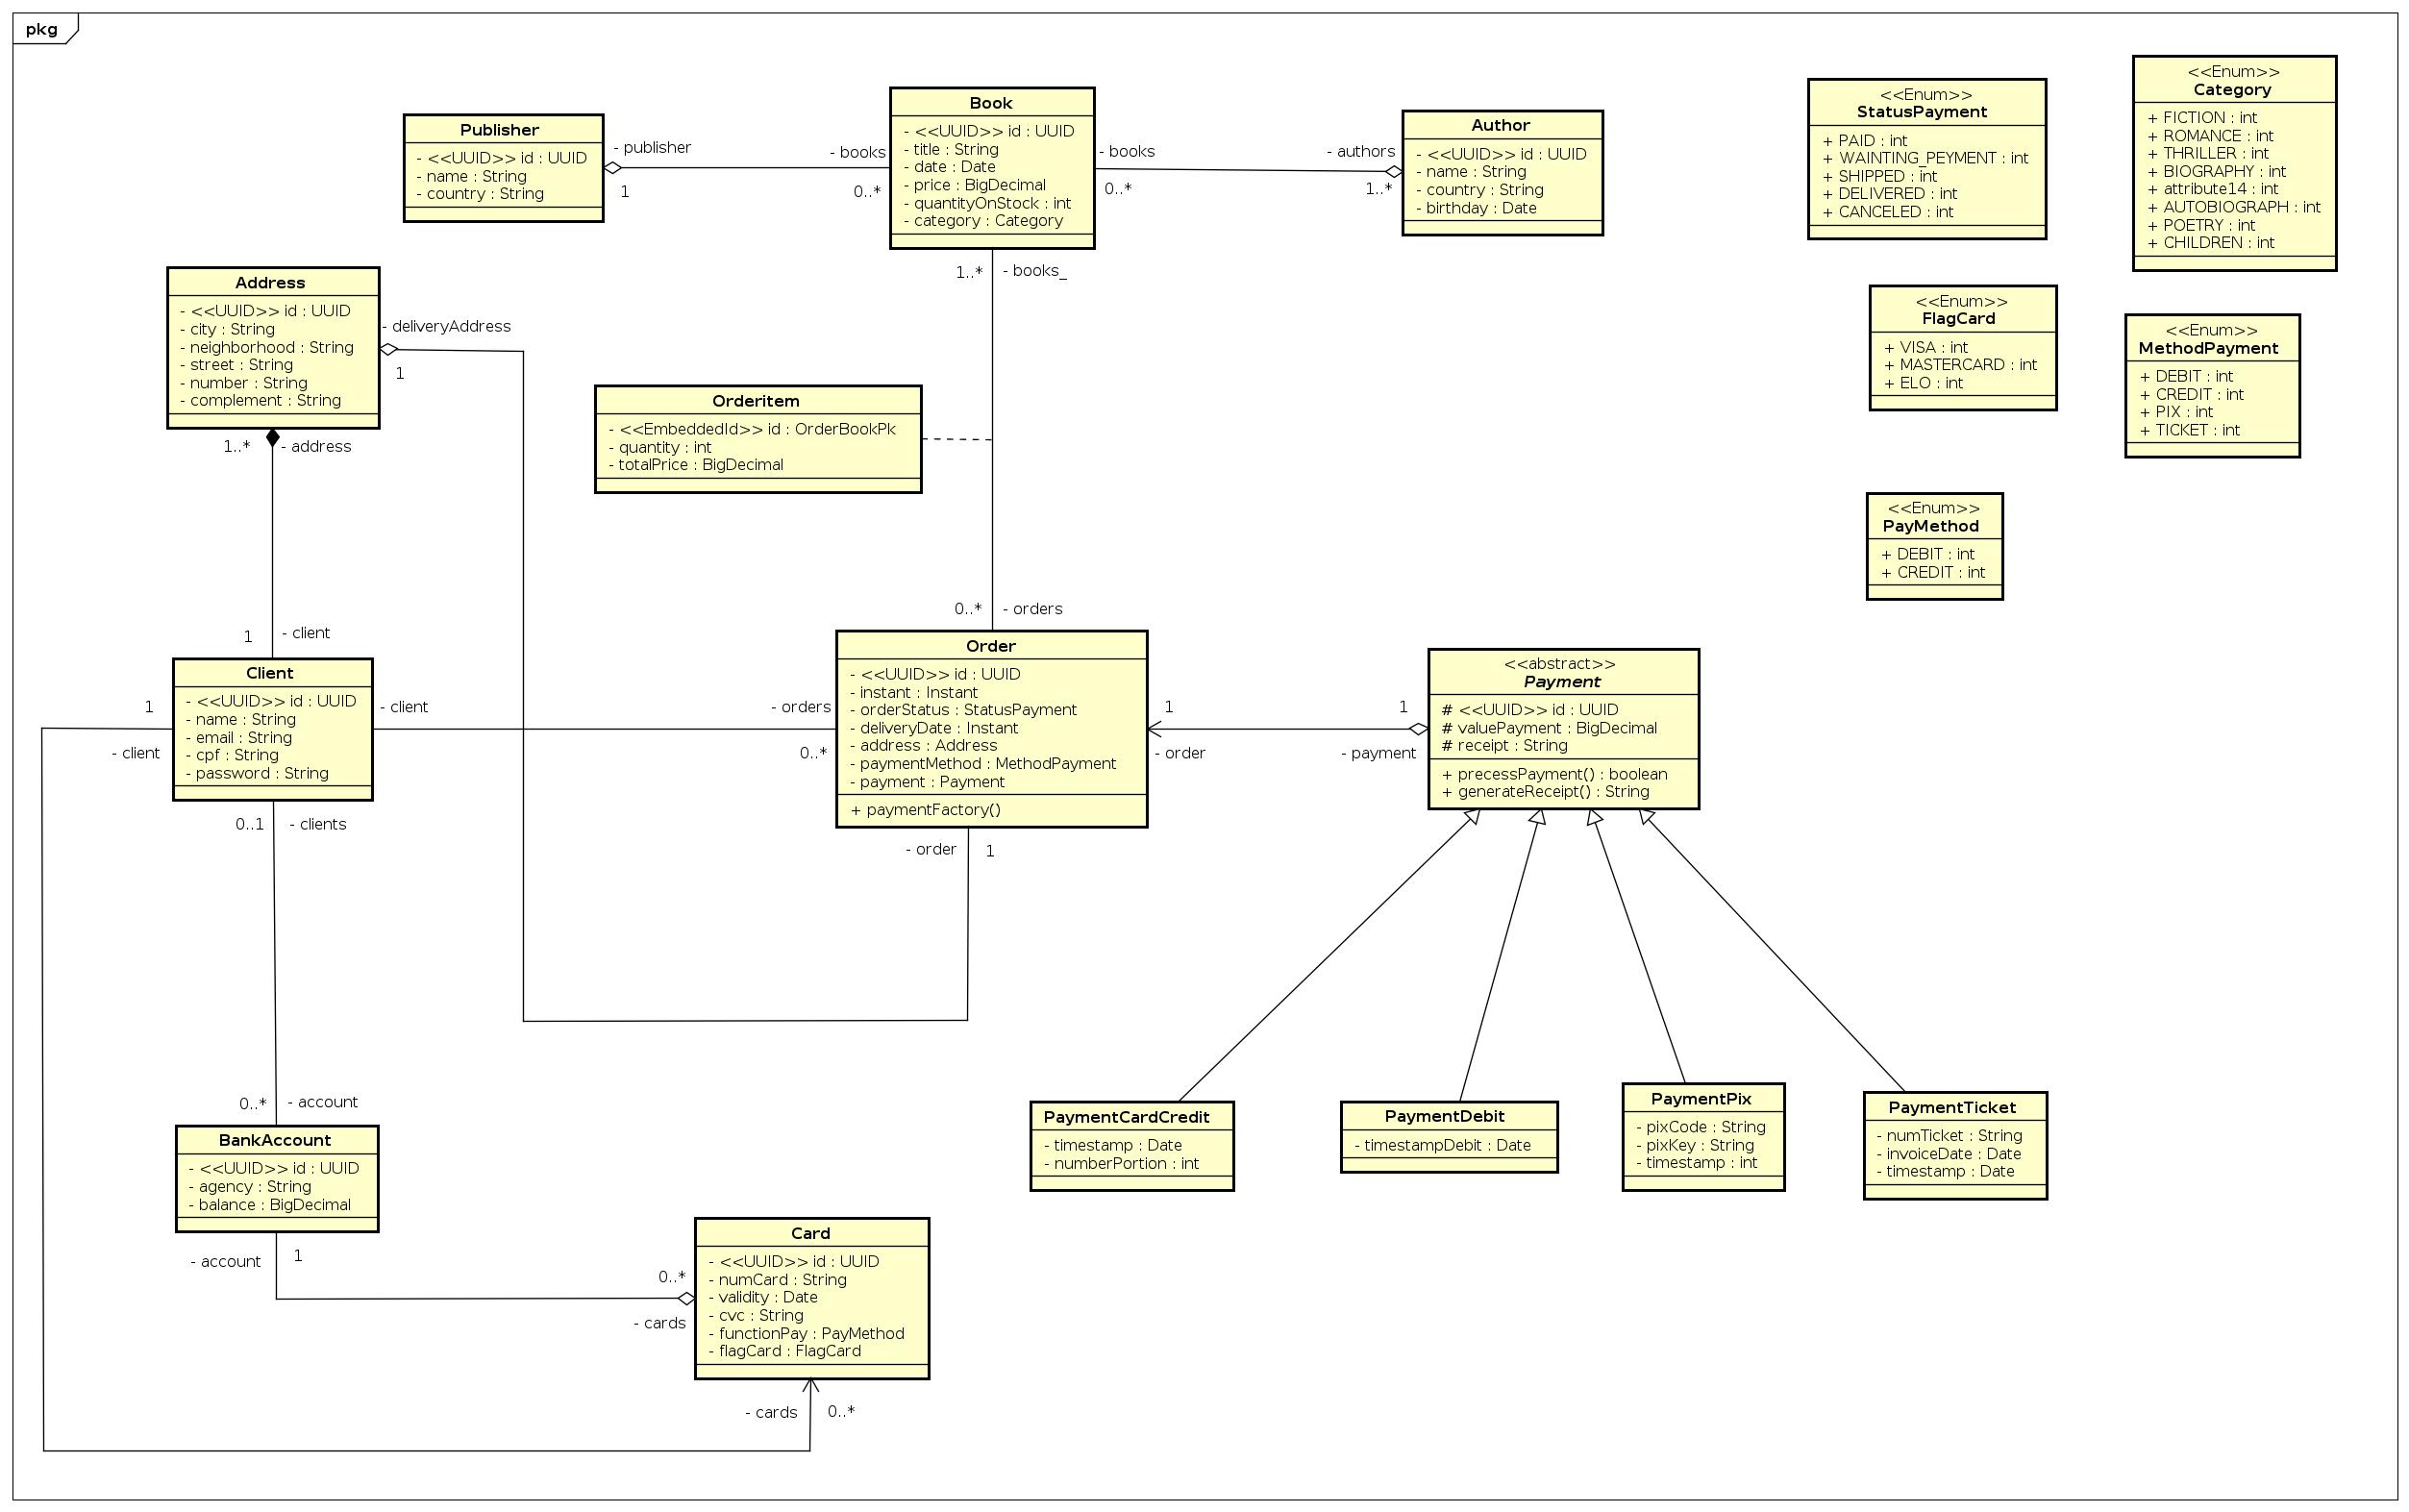 pkg
Publisher
- <<UUID>> id : UUID
- name : String
- country : String
- publisher
1
- books
0..*
Book
- <<UUID>> id : UUID
- title : String
- date : Date
- price : BigDecimal
- quantityOnStock : int
- category : Category
- books
0..*
- authors
1..*
Author
- <<UUID>> id : UUID
- name : String
- country : String
- birthday : Date
<<Enum>>
StatusPayment
+ PAID : int
+ WAINTING_PEYMENT : int
+ SHIPPED : int
+ DELIVERED : int
+ CANCELED : int
<<Enum>>
Category
+ FICTION : int
+ ROMANCE : int
+ THRILLER : int
+ BIOGRAPHY : int
+ attribute14 : int
+ AUTOBIOGRAPH : int
+ POETRY : int
+ CHILDREN : int
Address
- <<UUID>> id : UUID
- city : String
- neighborhood : String
- street : String
- number : String
- complement : String
- deliveryAddress
1
1..*
- address
1..*
- books_
Orderitem
- <<EmbeddedId>> id : OrderBookPk
- quantity : int
- totalPrice : BigDecimal
<<Enum>>
FlagCard
+ VISA : int
+ MASTERCARD : int
+ ELO : int
<<Enum>>
MethodPayment
+ DEBIT : int
+ CREDIT : int
+ PIX : int
+ TICKET : int
<<Enum>>
PayMethod
+ DEBIT : int
+ CREDIT : int
1
- client
0..*
- orders
Client
- <<UUID>> id : UUID
- name : String
- email : String
- cpf : String
- password : String
1
- client
- client
- orders
0..*
Order
- <<UUID>> id : UUID
- instant : Instant
- orderStatus : StatusPayment
- deliveryDate : Instant
- address : Address
- paymentMethod : MethodPayment
- payment : Payment
+ paymentFactory()
1
- order
1
- payment
<<abstract>>
Payment
# <<UUID>> id : UUID
# valuePayment : BigDecimal
# receipt : String
+ precessPayment() : boolean
+ generateReceipt() : String
0..1
- clients
- order
1
0..*
- account
BankAccount
- <<UUID>> id : UUID
- agency : String
- balance : BigDecimal
- account
1
PaymentCardCredit
- timestamp : Date
- numberPortion : int
PaymentDebit
- timestampDebit : Date
PaymentPix
- pixCode : String
- pixKey : String
- timestamp : int
PaymentTicket
- numTicket : String
- invoiceDate : Date
- timestamp : Date
0..*
- cards
Card
- <<UUID>> id : UUID
- numCard : String
- validity : Date
- cvc : String
- functionPay : PayMethod
- flagCard : FlagCard
- cards
0..*